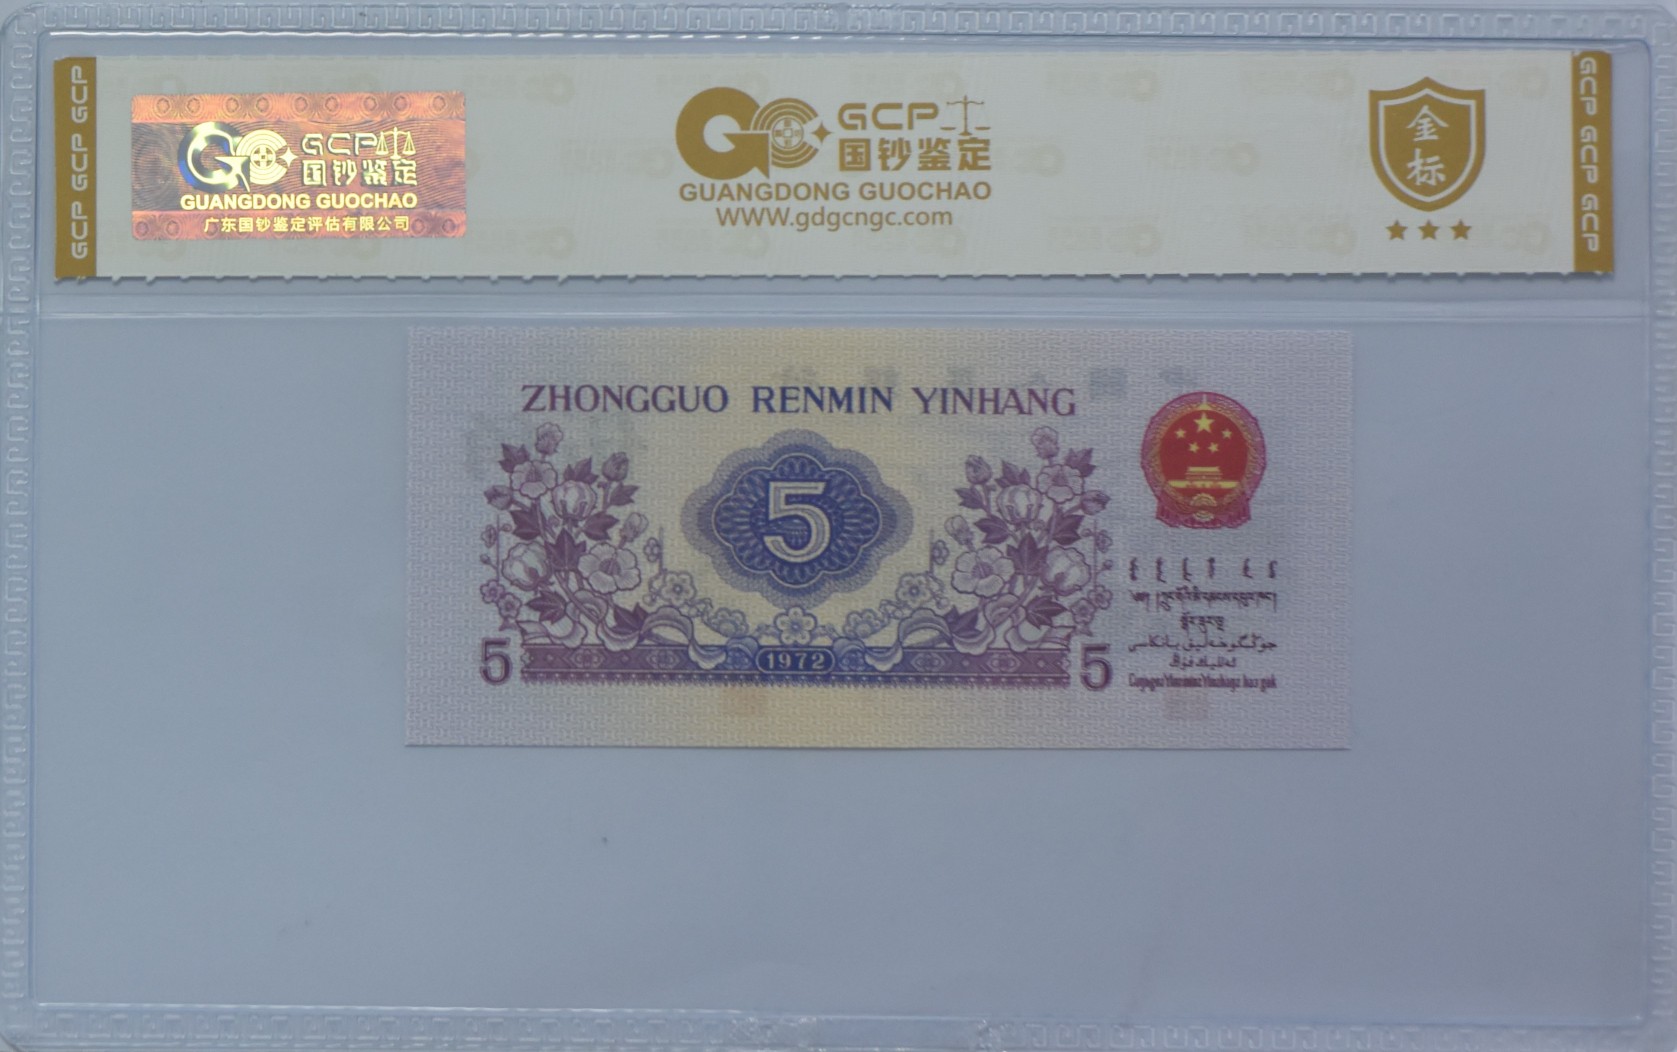 GCP GCP GCP
GCP
国钞鉴定
GUANGDONG GUOCHAO
广东国钞鉴定评估有限公司
GCP
国钞鉴定
GUANGDONG GUOCHAO
WWW.gdgcngc.com
金标
GCP GCP GCP
ZHONGGUO RENMIN YINHANG
5
1972
5
5